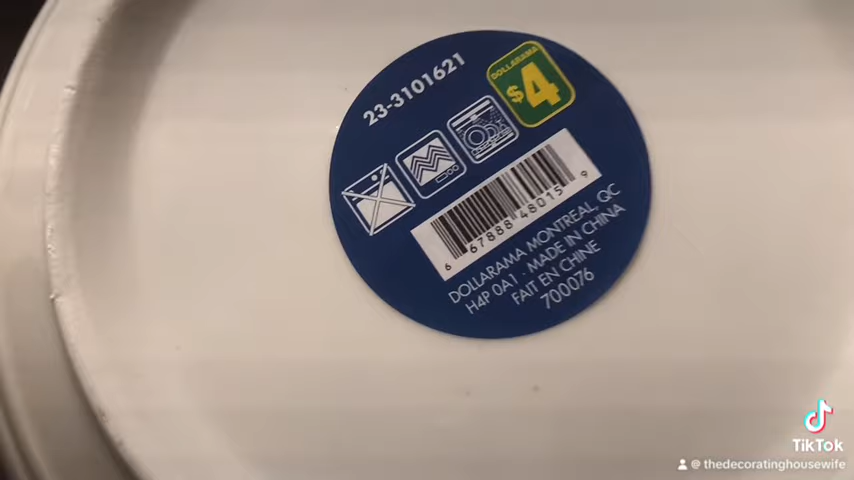 23-3101621
DOLLARAMA
$4
6 67888 48015 9
DOLLARAMA MONTREAL, QC
H4P 0A1 · MADE IN CHINA
FAIT EN CHINE
700076
TikTok
@ thedecoratinghousewife